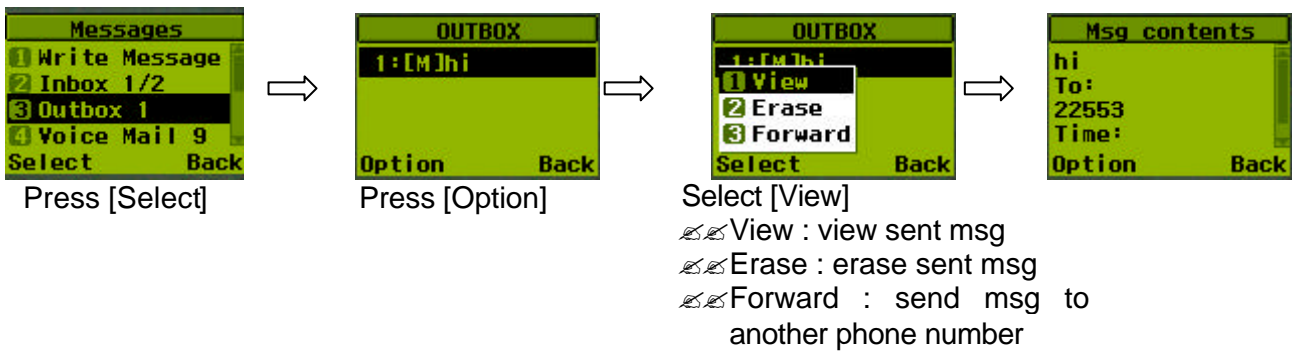 Messages
1 Write Message
2 Inbox 1/2
3 Outbox 1
4 Voice Mail 9
Select Back
Press [Select]
OUTBOX
1:[M]hi
Option Back
Press [Option]
OUTBOX
1:[M]hi
1 View
2 Erase
3 Forward
Select Back
Select [View]
View : view sent msg
Erase : erase sent msg
Forward : send msg to
another phone number
Msg contents
hi
To:
22553
Time:
Option Back